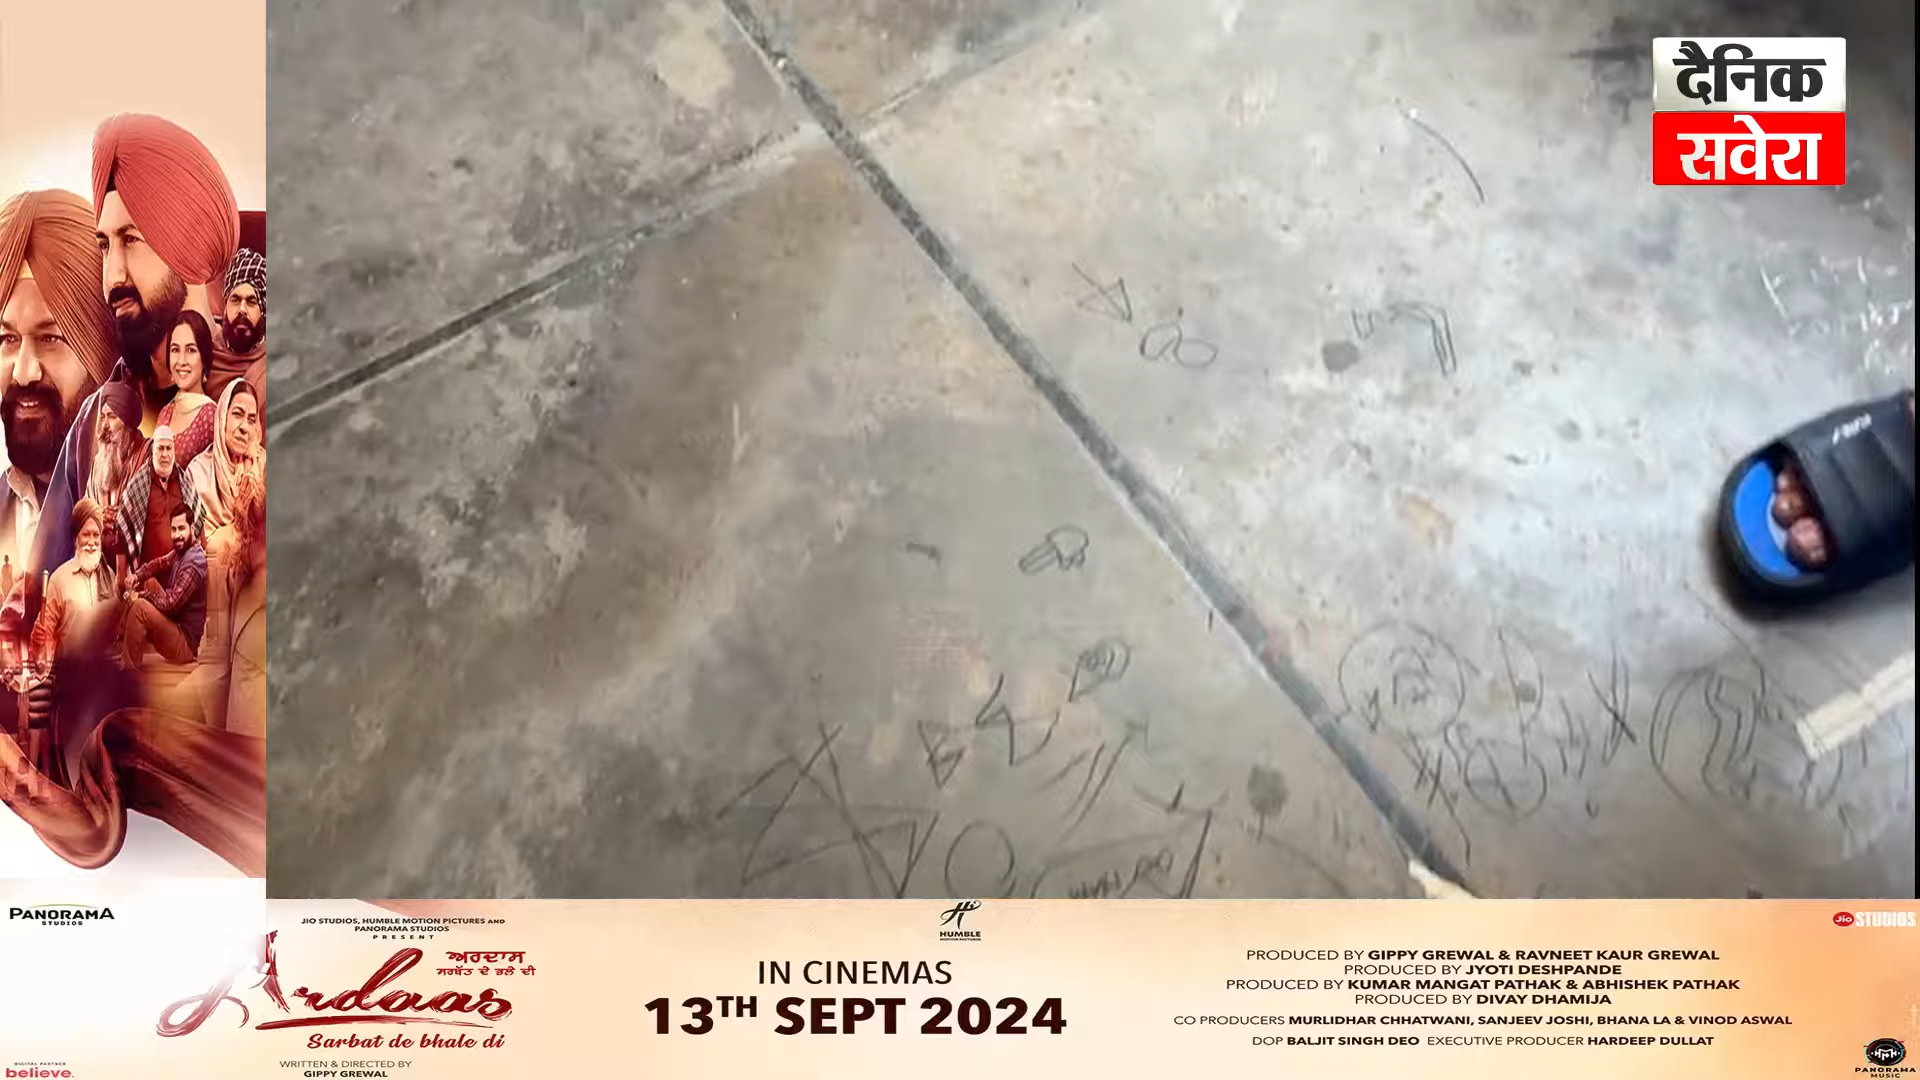 दैनिक
सवेरा
PANORAMA
STUDIOS
JIO STUDIOS, HUMBLE MOTION PICTURES AND
PANORAMA STUDIOS
PRESENT
ਅਰਦਾਸ
ਸਰਬੱਤ ਦੇ ਭਲੇ ਦੀ
Ardaas
Sarbat de bhale di
WRITTEN & DIRECTED BY
GIPPY GREWAL
DIGITAL PARTNER
believe.
HUMBLE
MOTION PICTURES
IN CINEMAS
13TH SEPT 2024
Jio STUDIOS
PRODUCED BY GIPPY GREWAL & RAVNEET KAUR GREWAL
PRODUCED BY JYOTI DESHPANDE
PRODUCED BY KUMAR MANGAT PATHAK & ABHISHEK PATHAK
PRODUCED BY DIVAY DHAMIJA
CO PRODUCERS MURLIDHAR CHHATWANI, SANJEEV JOSHI, BHANA LA & VINOD ASWAL
DOP BALJIT SINGH DEO EXECUTIVE PRODUCER HARDEEP DULLAT
PANORAMA
MUSIC